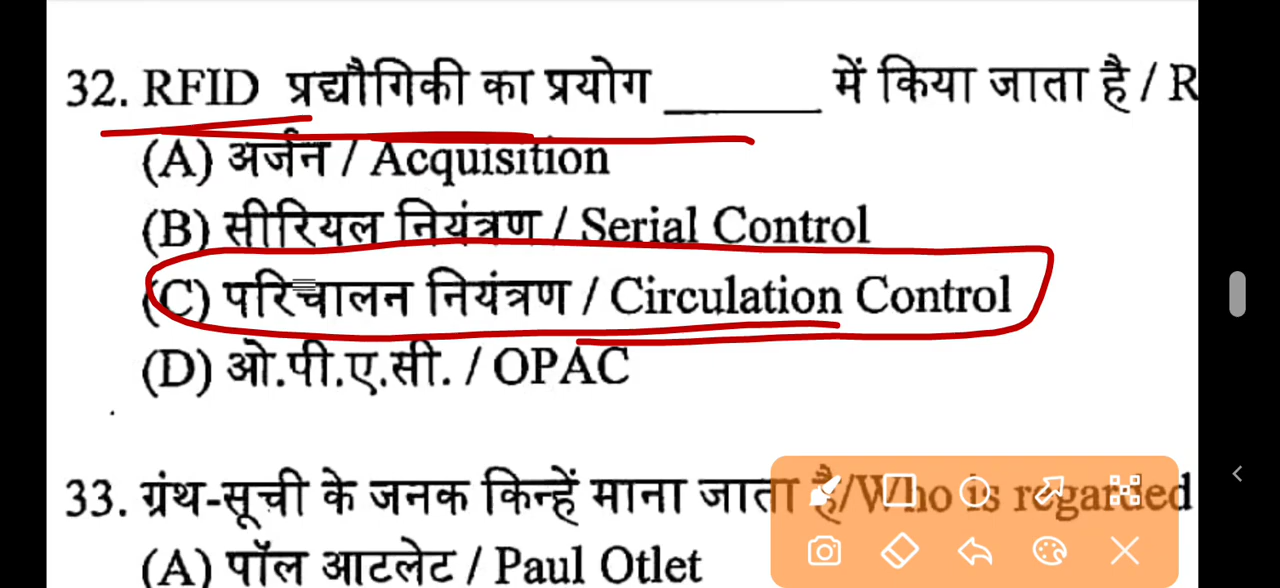 32. RFID प्रद्यौगिकी का प्रयोग ______ में किया जाता है / R
(A) अर्जन / Acquisition
(B) सीरियल नियंत्रण / Serial Control
(C) परिचालन नियंत्रण / Circulation Control
(D) ओ.पी.ए.सी. / OPAC
33. ग्रंथ-सूची के जनक किन्हें माना जाता है/Who is regarded
(A) पॉल आटलेट / Paul Otlet